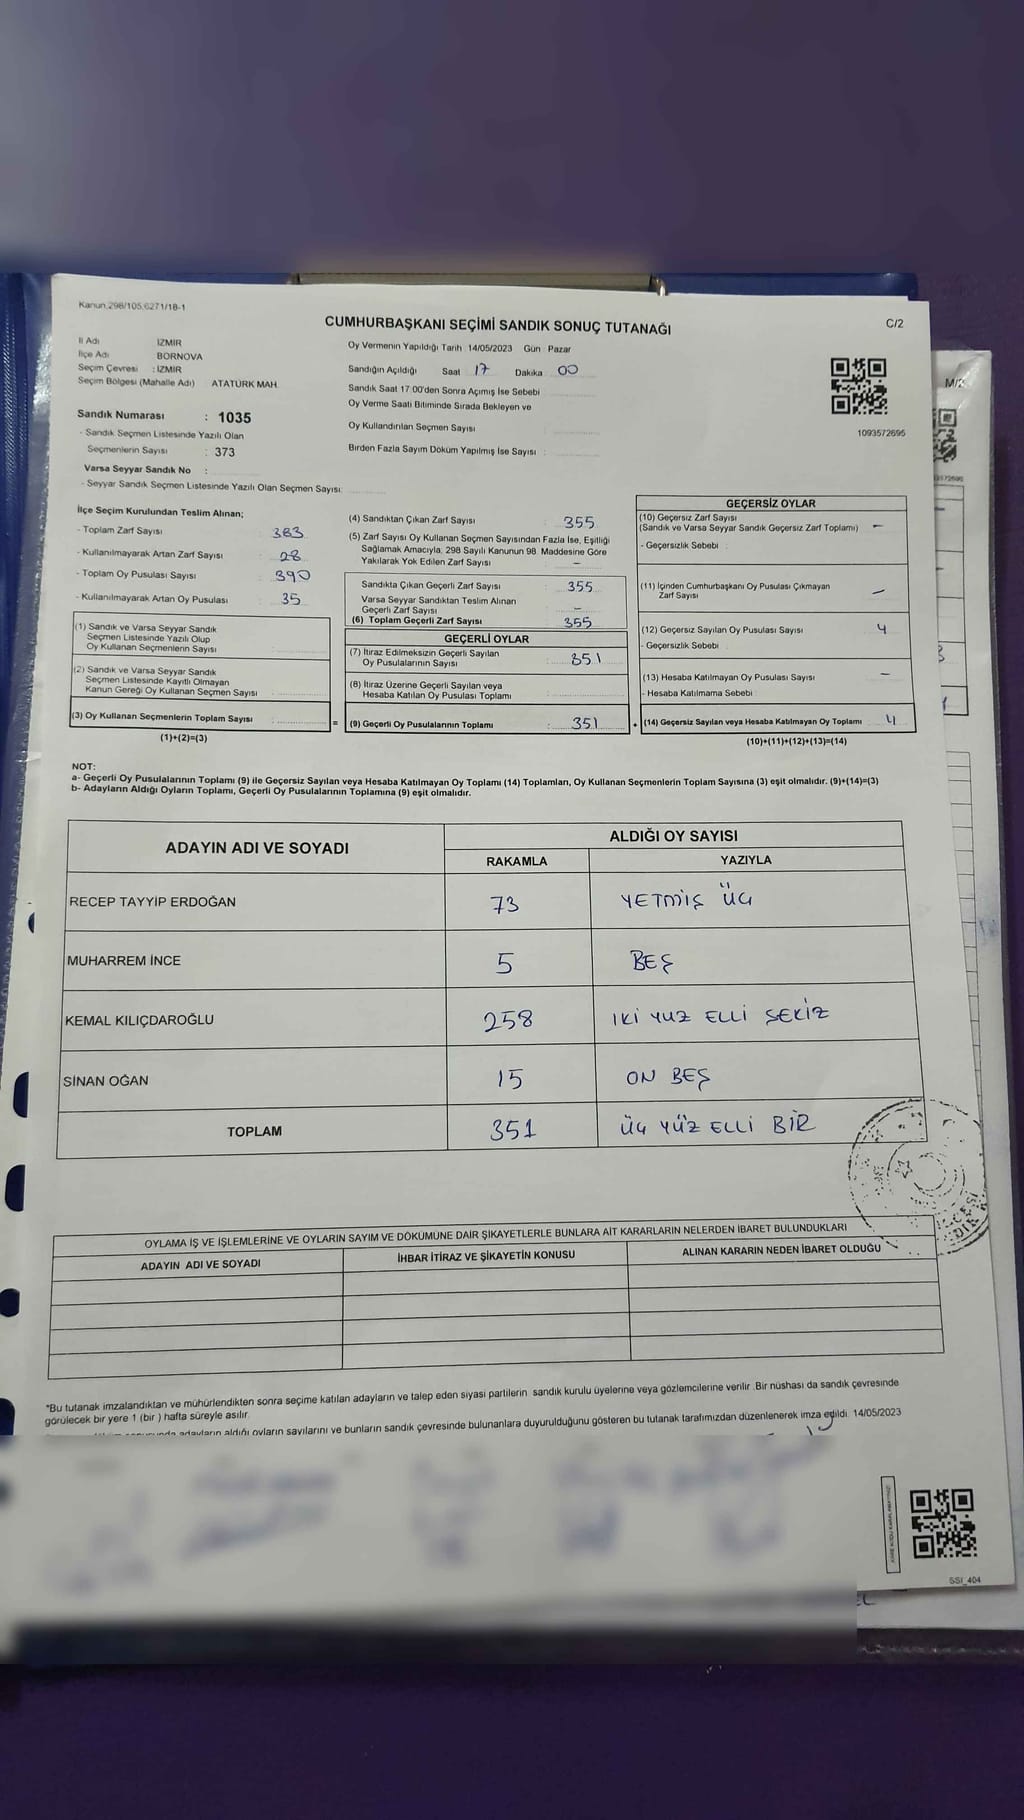 Kanun.298/105.6271/18-1
CUMHURBAŞKANI SEÇİMİ SANDIK SONUÇ TUTANAĞI
C/2
İl Adı İZMİR
İlçe Adı BORNOVA
Seçim Çevresi : İZMİR
Seçim Bölgesi (Mahalle Adı) ATATÜRK MAH.
Sandık Numarası : 1035
- Sandık Seçmen Listesinde Yazılı Olan
Seçmenlerin Sayısı : 373
Varsa Seyyar Sandık No :
- Seyyar Sandık Seçmen Listesinde Yazılı Olan Seçmen Sayısı:
Oy Vermenin Yapıldığı Tarih 14/05/2023 Gün : Pazar
Sandığın Açıldığı Saat 17 Dakika 00
Sandık Saat 17:00'den Sonra Açımış İse Sebebi
Oy Verme Saati Bitiminde Sırada Bekleyen ve
Oy Kullandırılan Seçmen Sayısı :
Birden Fazla Sayım Döküm Yapılmış İse Sayısı :
1093572695
M/2
İlçe Seçim Kurulundan Teslim Alınan;
- Toplam Zarf Sayısı : 383
- Kullanılmayarak Artan Zarf Sayısı : 28
- Toplam Oy Pusulası Sayısı : 390
- Kullanılmayarak Artan Oy Pusulası : 35
(1) Sandık ve Varsa Seyyar Sandık
Seçmen Listesinde Yazılı Olup
Oy Kullanan Seçmenlerin Sayısı :
(2) Sandık ve Varsa Seyyar Sandık
Seçmen Listesinde Kayıtlı Olmayan
Kanun Gereği Oy Kullanan Seçmen Sayısı :
(3) Oy Kullanan Seçmenlerin Toplam Sayısı :
(1)+(2)=(3)
(4) Sandıktan Çıkan Zarf Sayısı : 355
(5) Zarf Sayısı Oy Kullanan Seçmen Sayısından Fazla İse, Eşitliği
Sağlamak Amacıyla; 298 Sayılı Kanunun 98. Maddesine Göre
Yakılarak Yok Edilen Zarf Sayısı : –
Sandıkta Çıkan Geçerli Zarf Sayısı : 355
Varsa Seyyar Sandıktan Teslim Alınan
Geçerli Zarf Sayısı : –
(6) Toplam Geçerli Zarf Sayısı : 355
GEÇERLİ OYLAR
(7) İtiraz Edilmeksizin Geçerli Sayılan
Oy Pusulalarının Sayısı : 351
(8) İtiraz Üzerine Geçerli Sayılan veya
Hesaba Katılan Oy Pusulası Toplamı :
= (9) Geçerli Oy Pusulalarının Toplamı : 351
GEÇERSİZ OYLAR
(10) Geçersiz Zarf Sayısı
(Sandık ve Varsa Seyyar Sandık Geçersiz Zarf Toplamı) : –
- Geçersizlik Sebebi :
(11) İçinden Cumhurbaşkanı Oy Pusulası Çıkmayan
Zarf Sayısı –
(12) Geçersiz Sayılan Oy Pusulası Sayısı : 4
- Geçersizlik Sebebi :
(13) Hesaba Katılmayan Oy Pusulası Sayısı : –
- Hesaba Katılmama Sebebi :
+ (14) Geçersiz Sayılan veya Hesaba Katılmayan Oy Toplamı : 4
(10)+(11)+(12)+(13)=(14)
NOT:
a- Geçerli Oy Pusulalarının Toplamı (9) ile Geçersiz Sayılan veya Hesaba Katılmayan Oy Toplamı (14) Toplamları, Oy Kullanan Seçmenlerin Toplam Sayısına (3) eşit olmalıdır. (9)+(14)=(3)
b- Adayların Aldığı Oyların Toplamı, Geçerli Oy Pusulalarının Toplamına (9) eşit olmalıdır.
ADAYIN ADI VE SOYADI
ALDIĞI OY SAYISI
RAKAMLA YAZIYLA
RECEP TAYYİP ERDOĞAN 73 YETMİŞ ÜÇ
MUHARREM İNCE 5 BEŞ
KEMAL KILIÇDAROĞLU 258 İKİ YUZ ELLİ SEKİZ
SİNAN OĞAN 15 ON BEŞ
TOPLAM 351 ÜÇ YÜZ ELLİ BİR
OYLAMA İŞ VE İŞLEMLERİNE VE OYLARIN SAYIM VE DÖKÜMÜNE DAİR ŞİKAYETLERLE BUNLARA AİT KARARLARIN NELERDEN İBARET BULUNDUKLARI
ADAYIN ADI VE SOYADI İHBAR İTİRAZ VE ŞİKAYETİN KONUSU ALINAN KARARIN NEDEN İBARET OLDUĞU
*Bu tutanak imzalandıktan ve mühürlendikten sonra seçime katılan adayların ve talep eden siyasi partilerin sandık kurulu üyelerine veya gözlemcilerine verilir. Bir nüshası da sandık çevresinde
görülecek bir yere 1 (bir ) hafta süreyle asılır.
adayların aldığı oyların sayılarını ve bunların sandık çevresinde bulunanlara duyurulduğunu gösteren bu tutanak tarafımızdan düzenlenerek imza edildi. 14/05/2023
SSİ_404